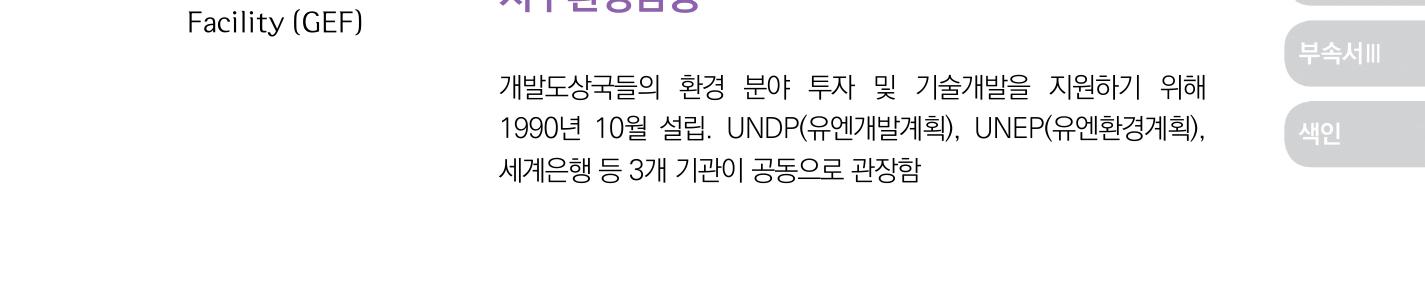 Facility (GEF)
개발도상국들의 환경 분야 투자 및 기술개발을 지원하기 위해
1990년 10월 설립. UNDP(유엔개발계획), UNEP(유엔환경계획),
세계은행 등 3개 기관이 공동으로 관장함
부속서Ⅲ
색인